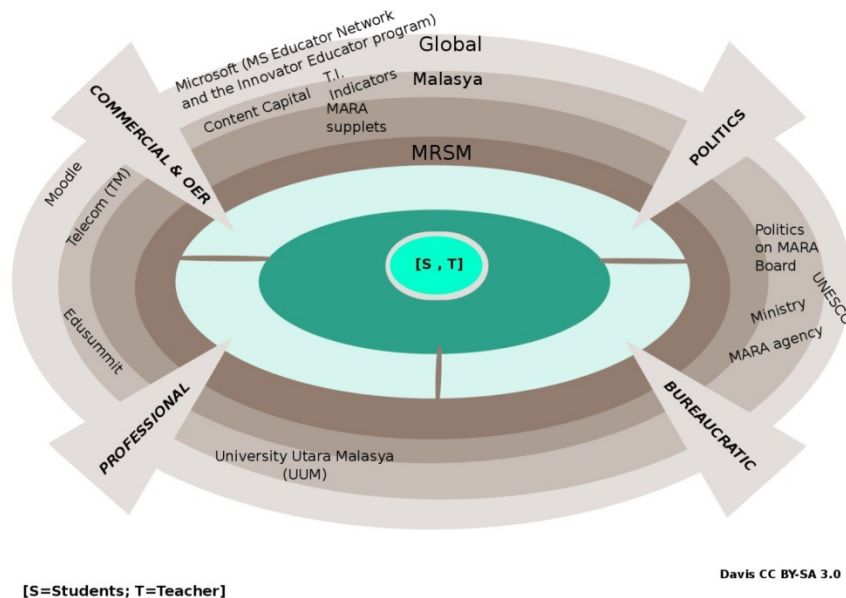 Microsoft (MS Educator Network
and the Innovator Educator program)
Global
T.I.
Indicators
Malasya
Content Capital
MARA
supplets
MRSM
COMMERCIAL & OER
POLITICS
Moodle
Telecom (TM)
[S , T]
Politics
on MARA
Board
UNESCO
Ministry
MARA agency
Edusummit
PROFESSIONAL
BUREAUCRATIC
University Utara Malasya
(UUM)
Davis CC BY-SA 3.0
[S=Students; T=Teacher]